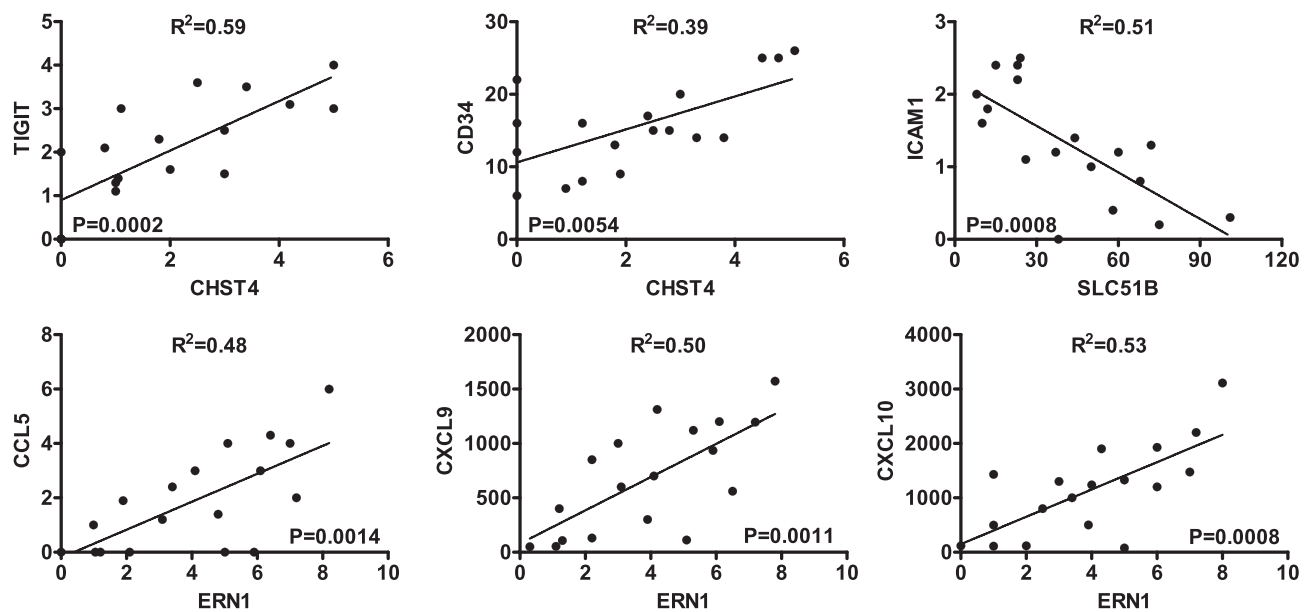 R²=0.59
TIGIT
5
4
3
2
1
0
P=0.0002
0 2 4 6
CHST4
R²=0.39
CD34
30
20
10
0
P=0.0054
0 2 4 6
CHST4
R²=0.51
ICAM1
3
2
1
0
P=0.0008
0 30 60 90 120
SLC51B
R²=0.48
CCL5
8
6
4
2
0
P=0.0014
0 2 4 6 8 10
ERN1
R²=0.50
CXCL9
2000
1500
1000
500
0
P=0.0011
0 2 4 6 8 10
ERN1
R²=0.53
CXCL10
4000
3000
2000
1000
0
P=0.0008
0 2 4 6 8 10
ERN1